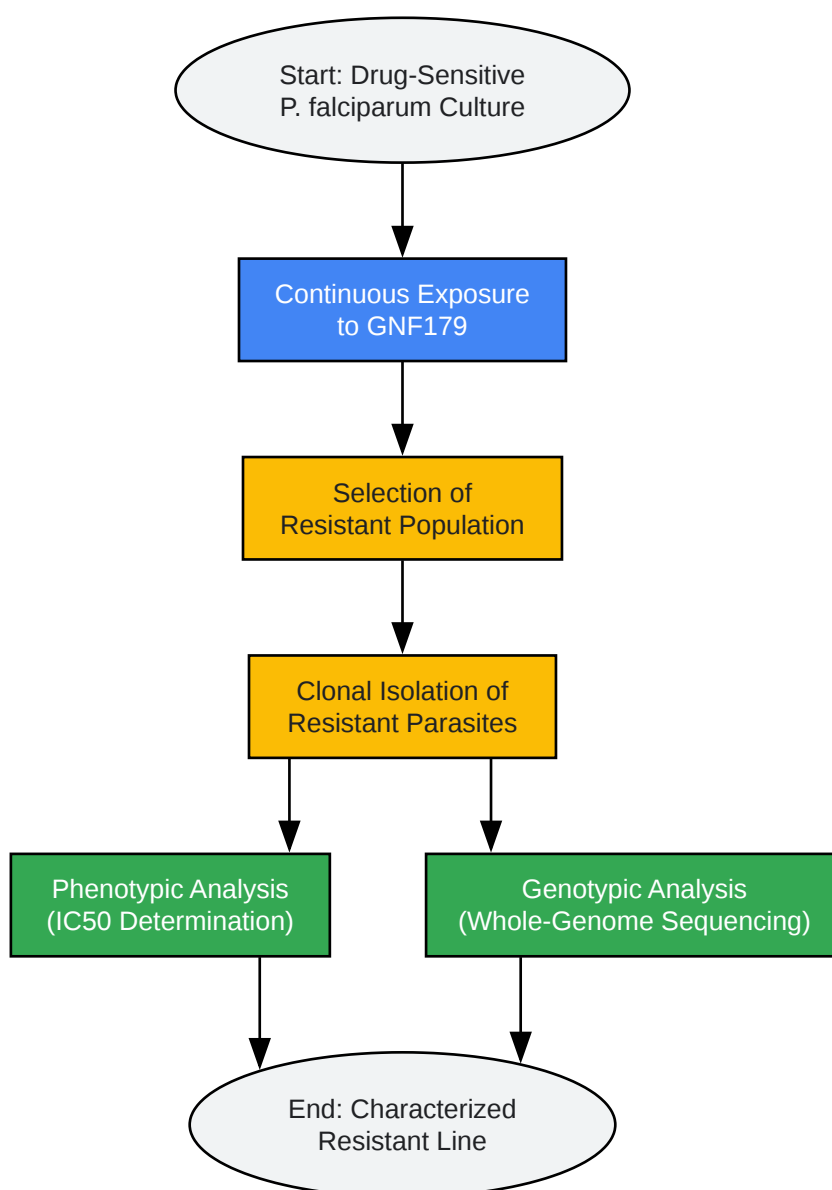 Start: Drug-Sensitive
P. falciparum Culture
Continuous Exposure
to GNF179
Selection of
Resistant Population
Clonal Isolation of
Resistant Parasites
Phenotypic Analysis
(IC50 Determination)
Genotypic Analysis
(Whole-Genome Sequencing)
End: Characterized
Resistant Line